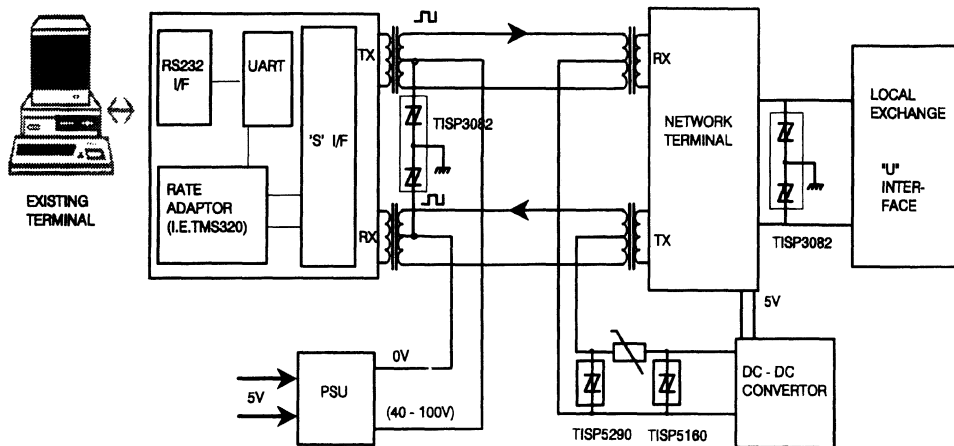 EXISTING
TERMINAL
RS232
I/F
UART
'S' I/F
RATE
ADAPTOR
(I.E.TMS320)
TX
RX
TISP3082
RX
TX
NETWORK
TERMINAL
TISP3082
LOCAL
EXCHANGE
"U"
INTER-
FACE
5V
PSU
5V
0V
(40 - 100V)
TISP5290
TISP5160
DC - DC
CONVERTOR